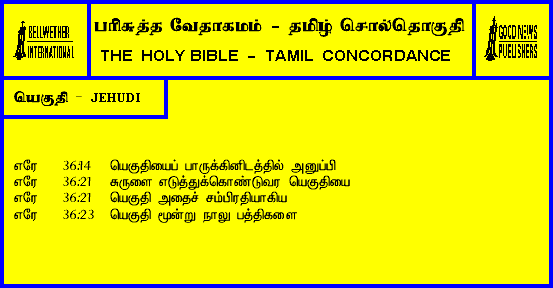 BELLWETHER
INTERNATIONAL
பரிசுத்த வேதாகமம் - தமிழ் சொல்தொகுதி
THE HOLY BIBLE - TAMIL CONCORDANCE
GOOD NEWS
PUBLISHERS
யெகுதி - JEHUDI
எரே 36:14 யெகுதியைப் பாருக்கினிடத்தில் அனுப்பி
எரே 36:21 சுருளை எடுத்துக்கொண்டுவர யெகுதியை
எரே 36:21 யெகுதி அதைச் சம்பிரதியாகிய
எரே 36:23 யெகுதி மூன்று நாலு பத்திகளை